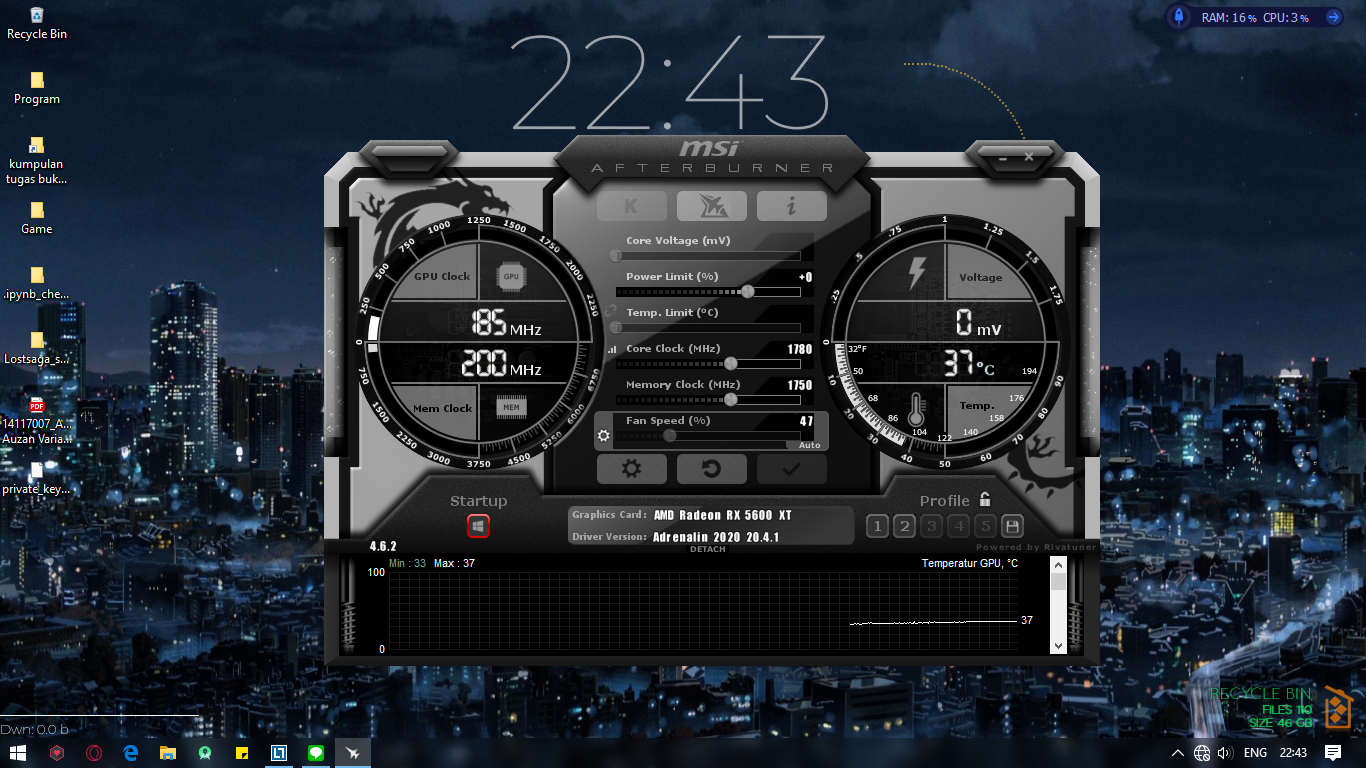 Recycle Bin
Program
kumpulan
tugas buk...
Game
.ipynb_che...
Lostsaga_s...
PDF
14117007_A...
Auzan Varia...
private_key...
RAM: 16% CPU: 3%
22:43
msi
AFTERBURNER
K
i
0 250 500 750 1000 1250 1500 1750 2000 2250
GPU Clock
GPU
185 MHz
200 MHz
Mem Clock
MEM
0 750 1500 2250 3000 3750 4500 5250 6000 6750
Core Voltage (mV)
Power Limit (%) +0
Temp. Limit (°C)
Core Clock (MHz) 1780
Memory Clock (MHz) 1750
Fan Speed (%) 47
Auto
0 .25 .5 .75 1 1.25 1.5 1.75
Voltage
0 mV
37 °C
Temp.
32°F 50 68 86 104 122 140 158 176 194
10 20 30 40 50 60 70 80 90
Startup
Profile
1 2 3 4 5
Graphics Card: AMD Radeon RX 5600 XT
Driver Version: Adrenalin 2020 20.4.1
4.6.2
DETACH
Powered by Rivatuner
Min : 33 Max : 37
Temperatur GPU, °C
100
37
0
RECYCLE BIN
FILES 110
SIZE 46 GB
Dwn: 0.0 b
ENG
22:43